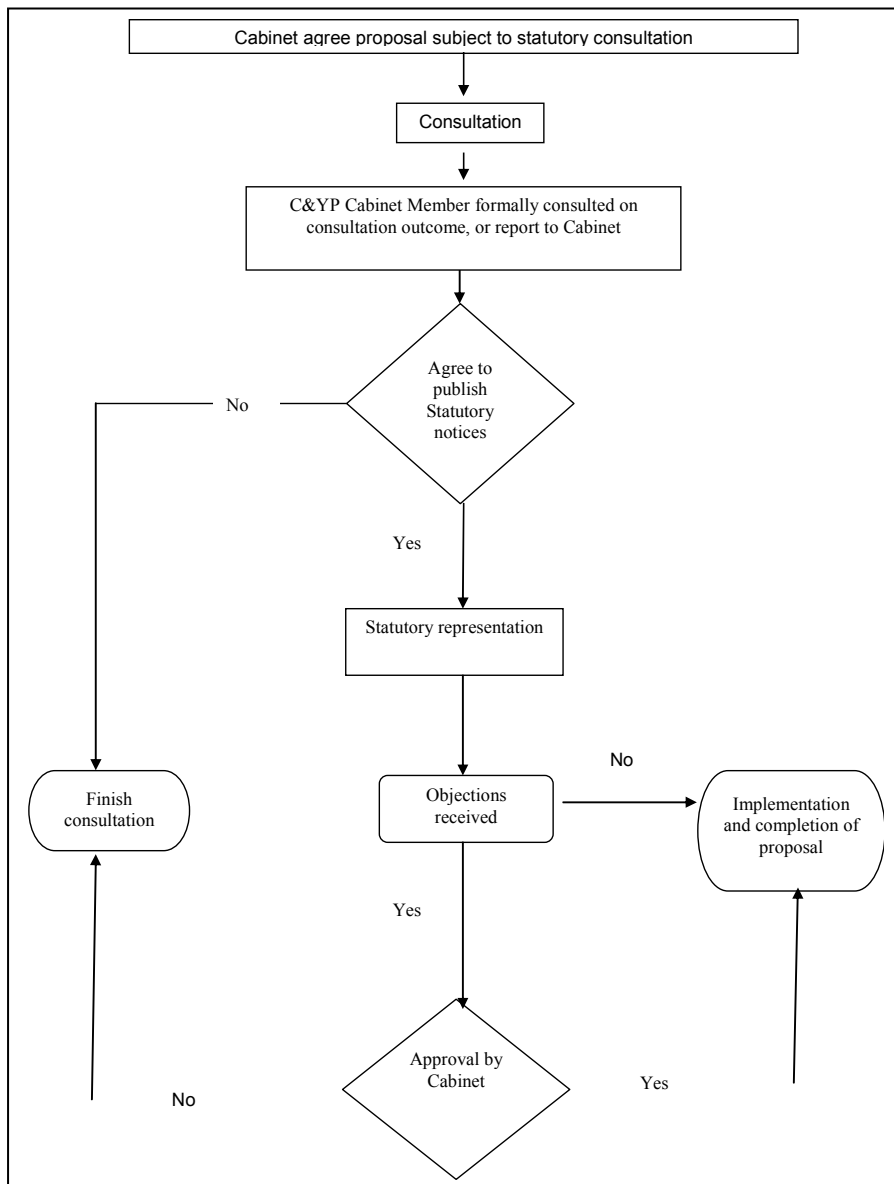 Cabinet agree proposal subject to statutory consultation
Consultation
C&YP Cabinet Member formally consulted on
consultation outcome, or report to Cabinet
Agree to
publish
Statutory
notices
No
Yes
Statutory representation
No
Finish
consultation
Objections
received
Implementation
and completion of
proposal
Yes
Approval by
Cabinet
No
Yes